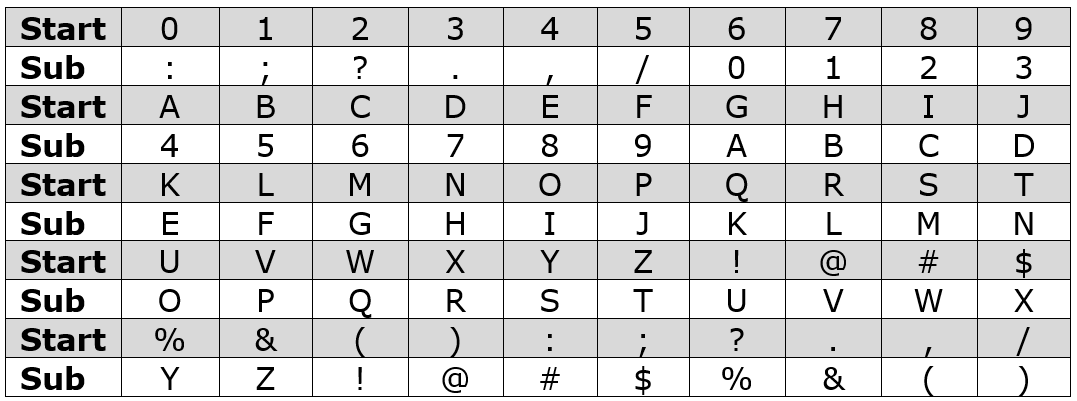 Start 0 1 2 3 4 5 6 7 8 9
Sub : ; ? . , / 0 1 2 3
Start A B C D E F G H I J
Sub 4 5 6 7 8 9 A B C D
Start K L M N O P Q R S T
Sub E F G H I J K L M N
Start U V W X Y Z ! @ # $
Sub O P Q R S T U V W X
Start % & ( ) : ; ? . , /
Sub Y Z ! @ # $ % & ( )